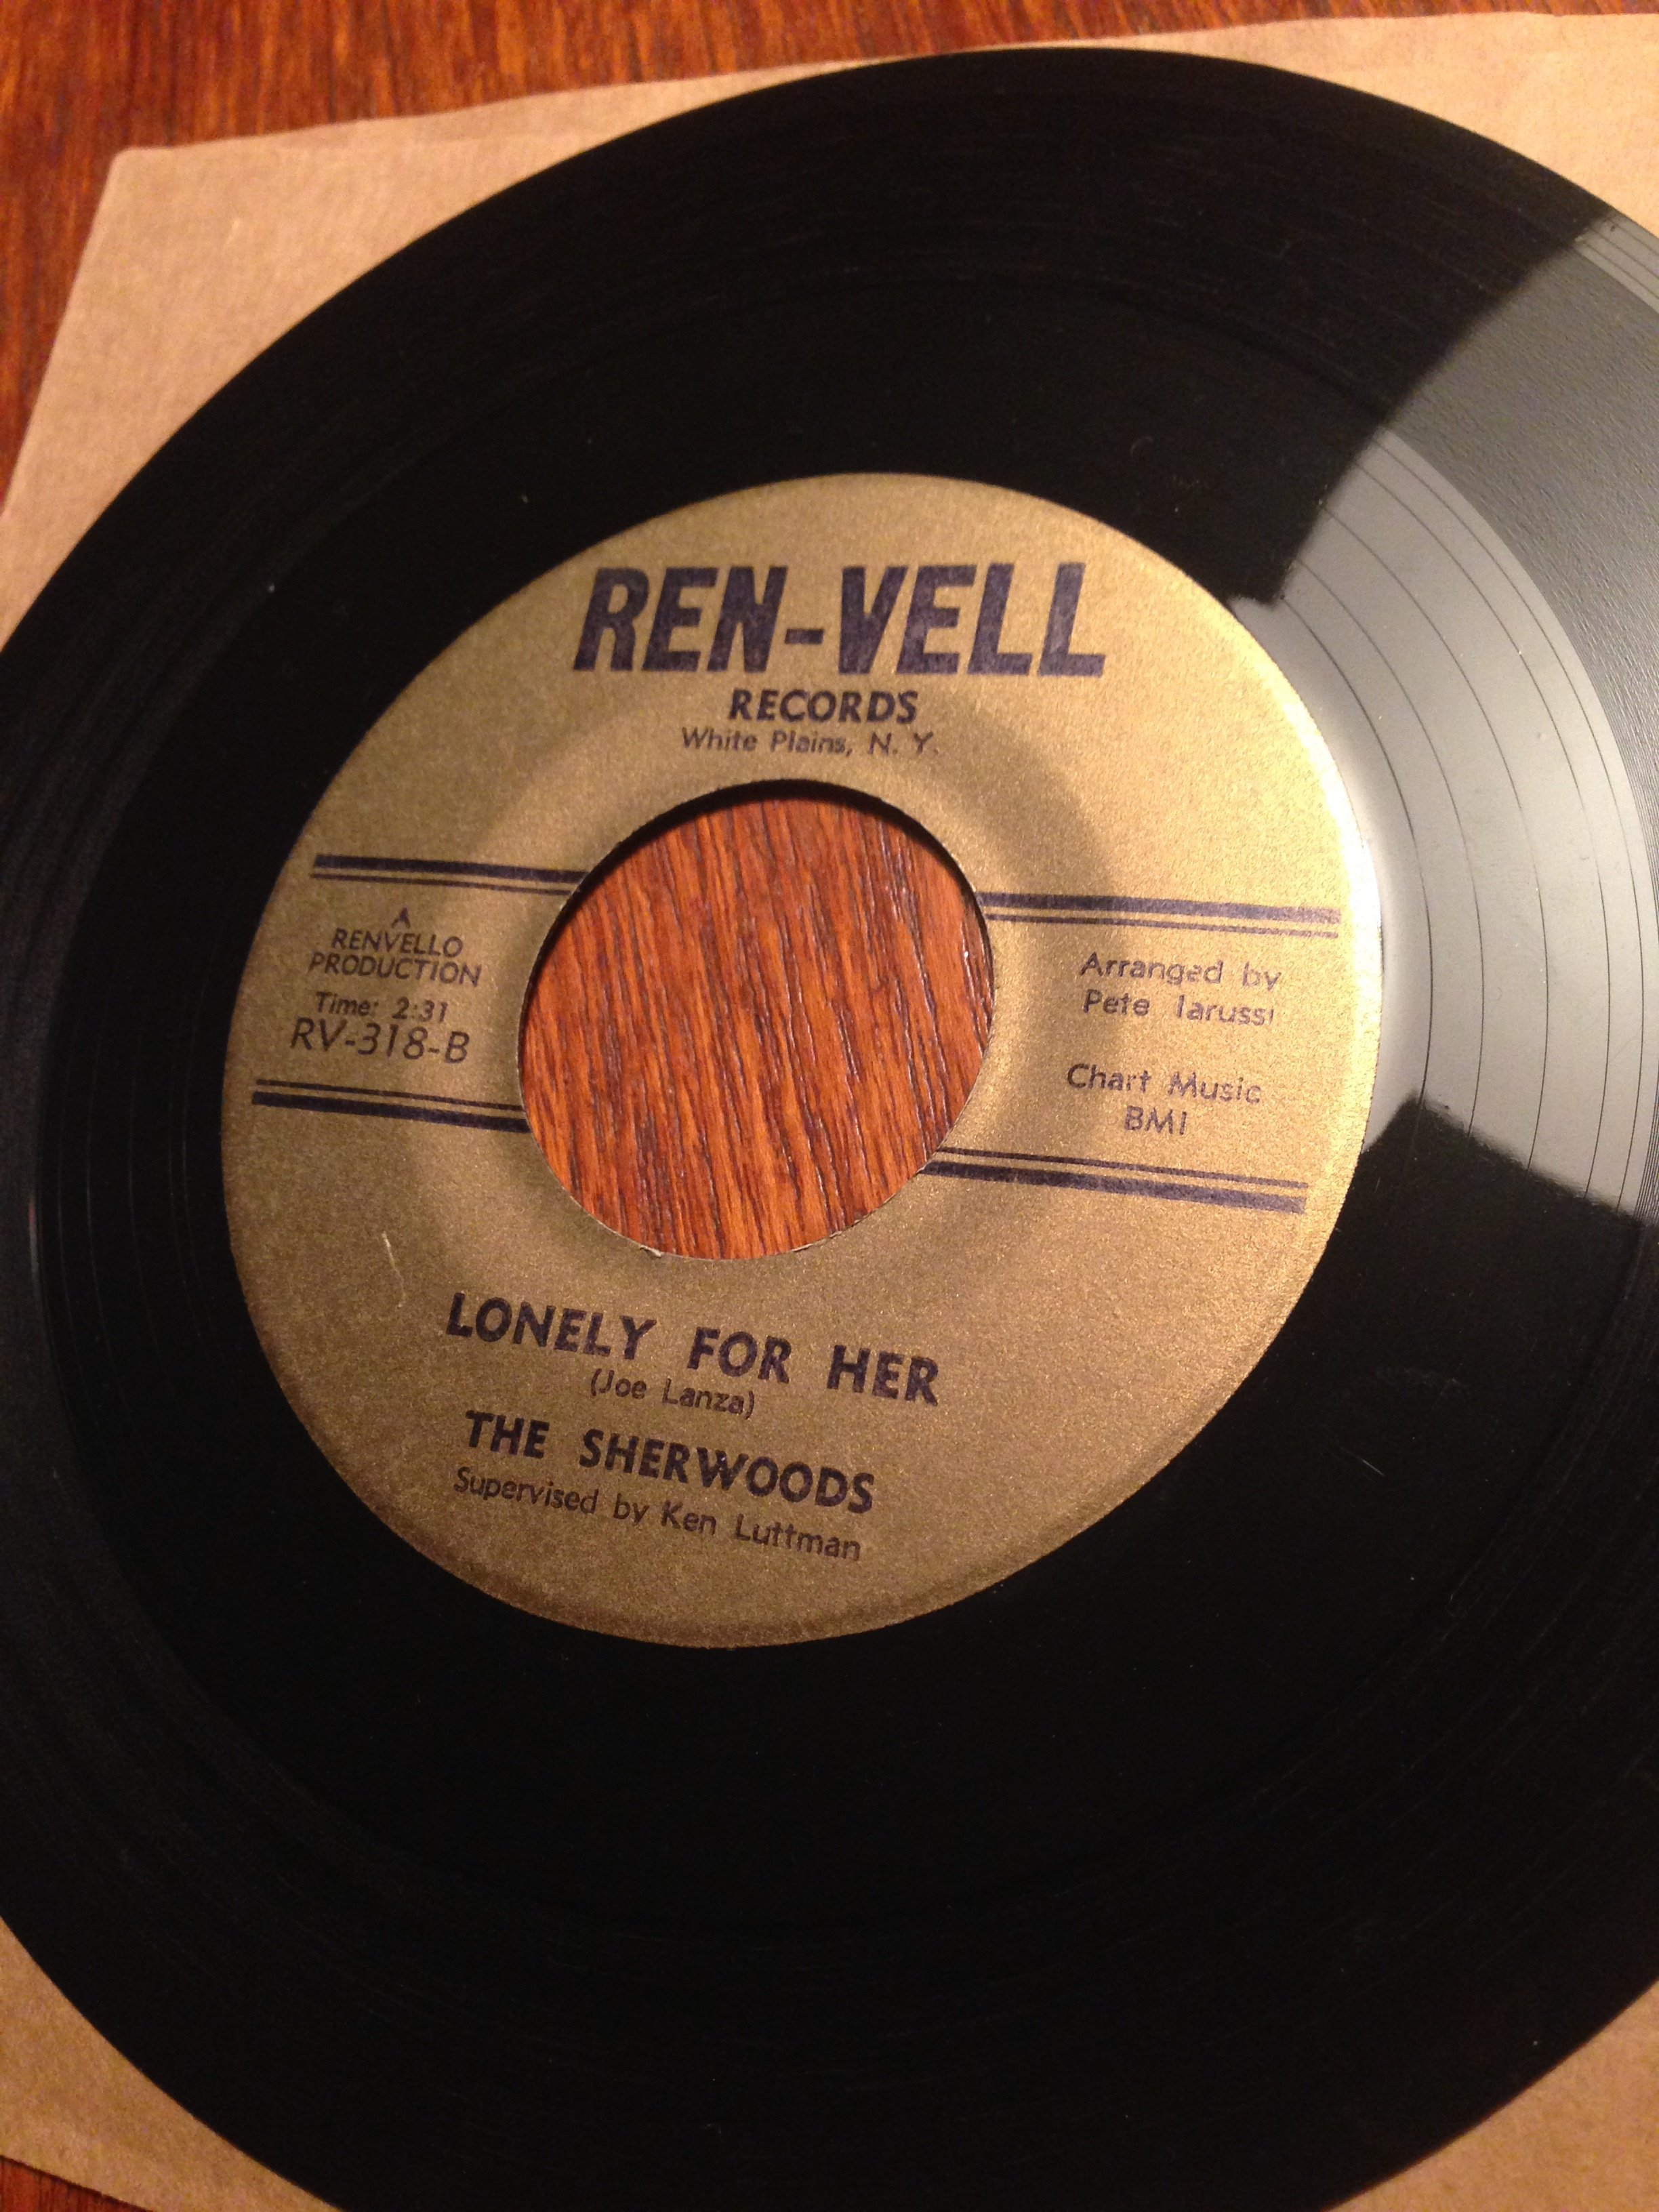 REN-VELL
RECORDS
White Plains, N. Y.
A
RENVELLO
PRODUCTION
Time: 2:31
RV-318-B
Arranged by
Pete Iarussi
Chart Music
BMI
LONELY FOR HER
(Joe Lanza)
THE SHERWOODS
Supervised by Ken Luttman